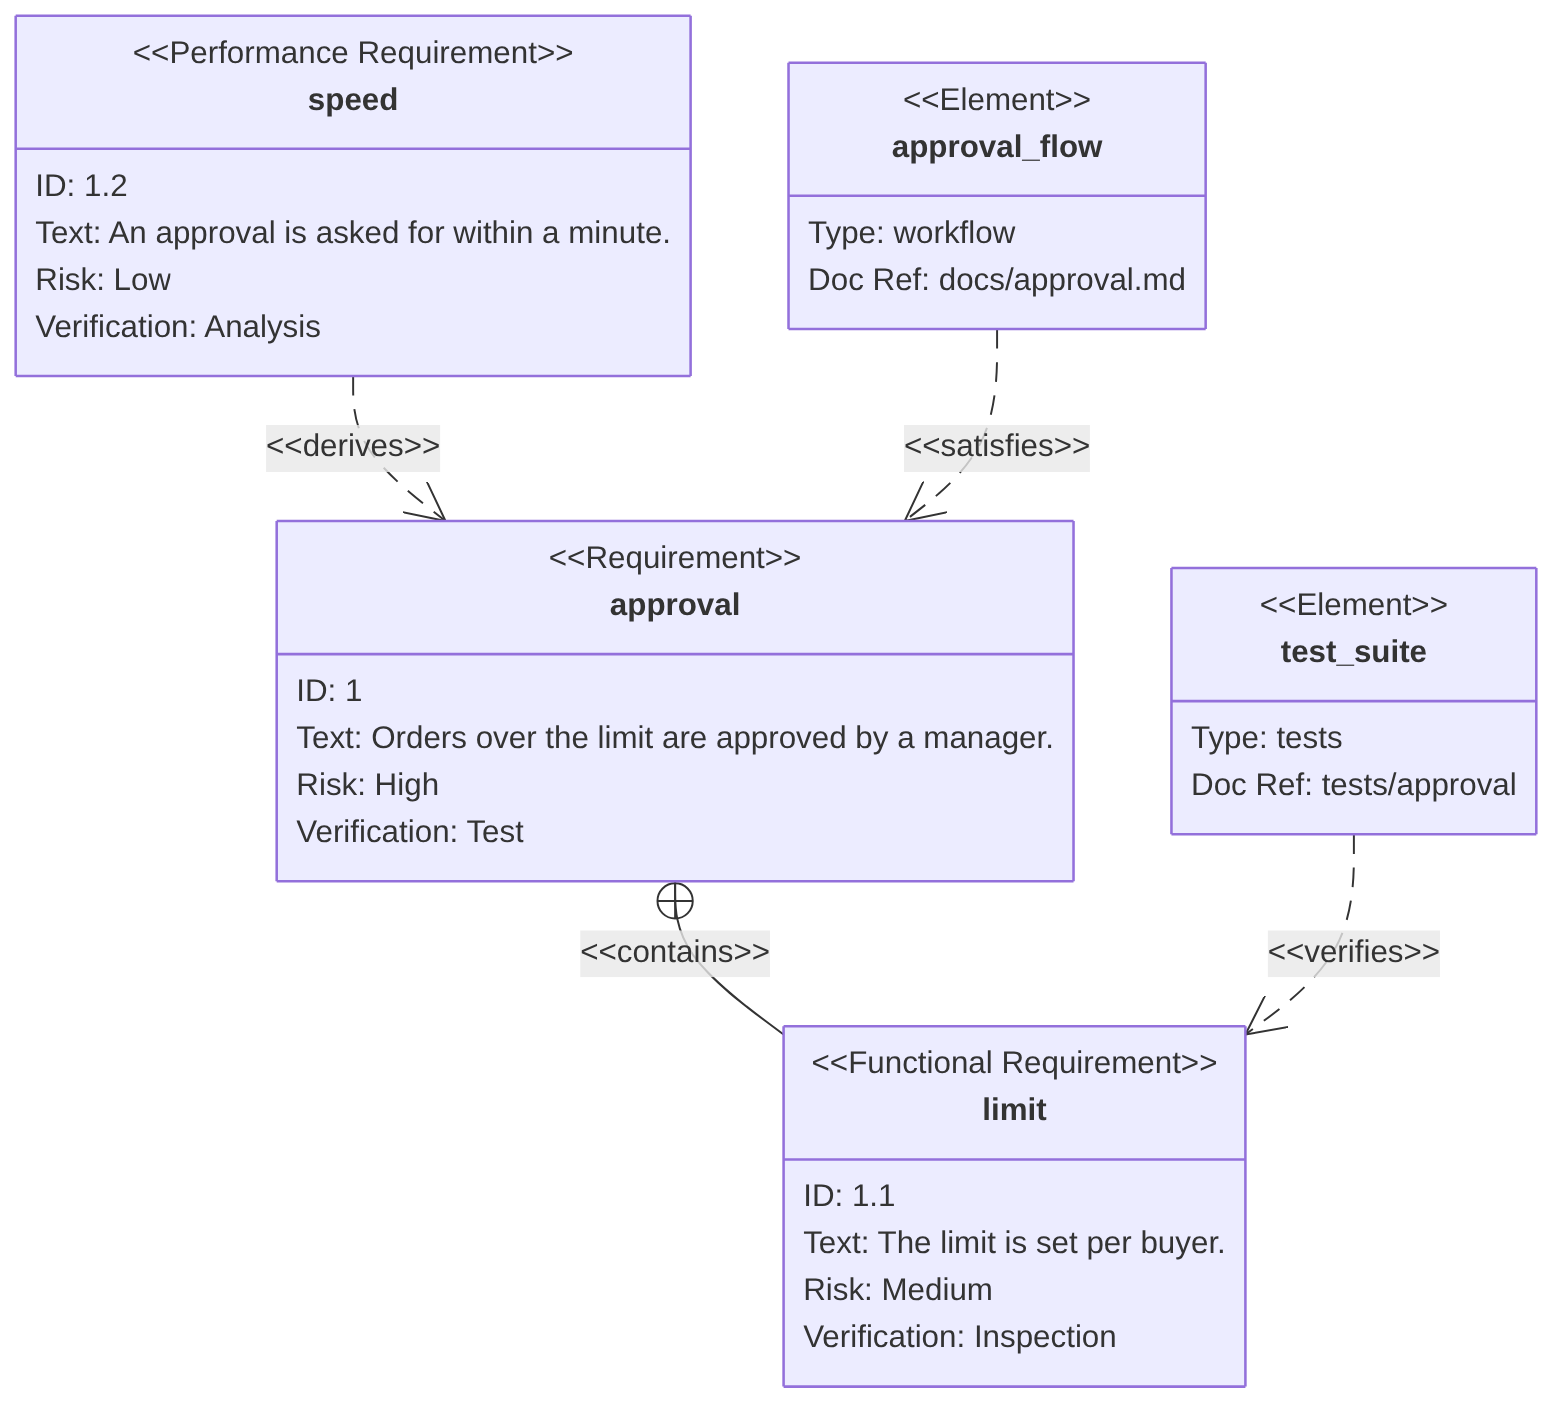 <<Performance Requirement>>
speed
ID: 1.2
Text: An approval is asked for within a minute.
Risk: Low
Verification: Analysis
<<Element>>
approval_flow
Type: workflow
Doc Ref: docs/approval.md
<<derives>>
<<satisfies>>
<<Requirement>>
approval
ID: 1
Text: Orders over the limit are approved by a manager.
Risk: High
Verification: Test
<<Element>>
test_suite
Type: tests
Doc Ref: tests/approval
<<contains>>
<<verifies>>
<<Functional Requirement>>
limit
ID: 1.1
Text: The limit is set per buyer.
Risk: Medium
Verification: Inspection